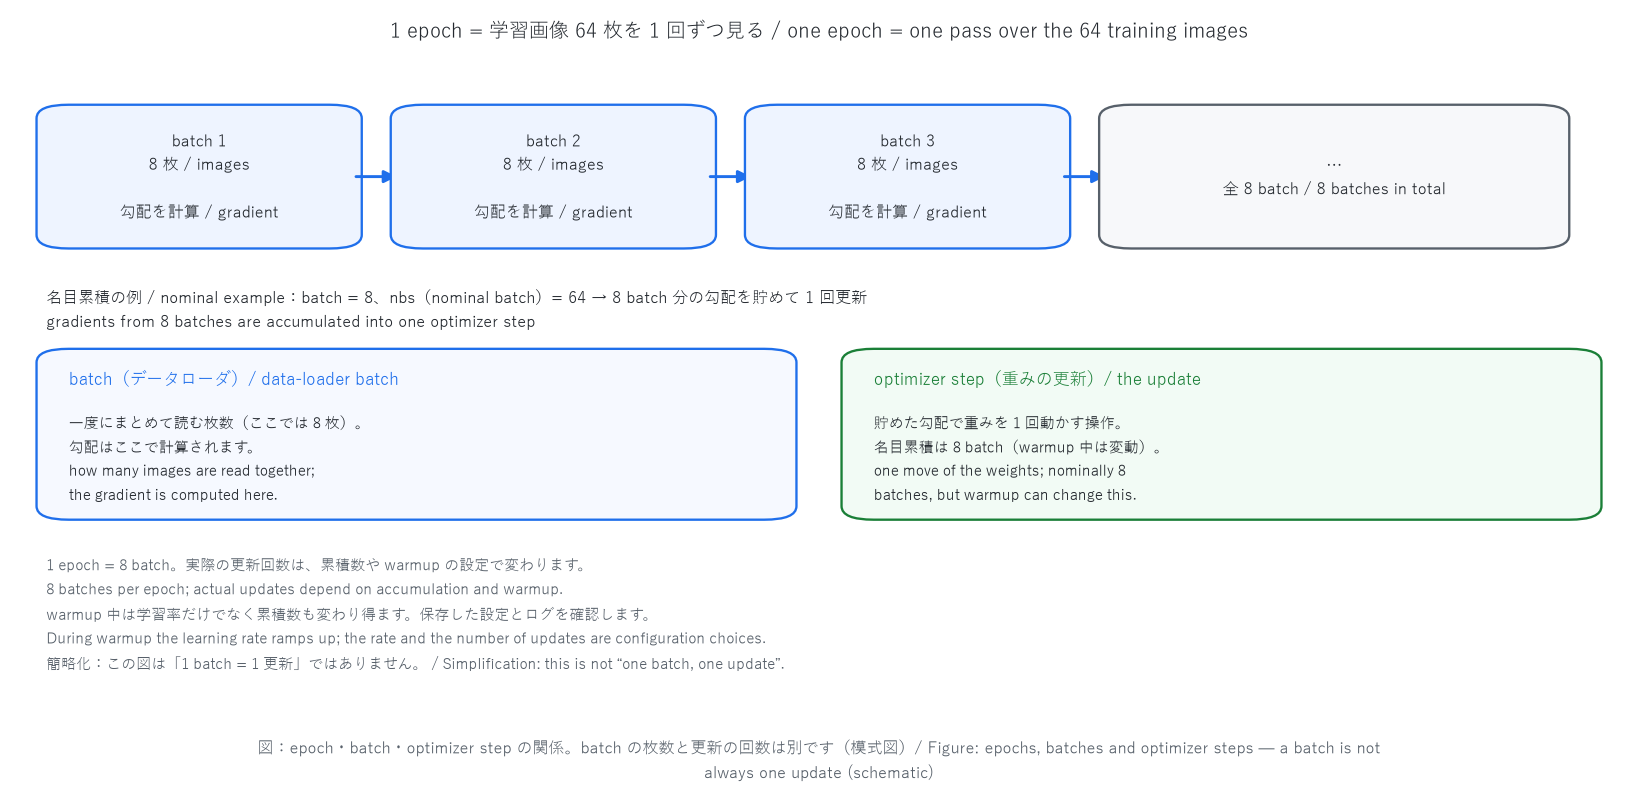 1 epoch = 学習画像 64 枚を 1 回ずつ見る / one epoch = one pass over the 64 training images
batch 1
8 枚 / images
勾配を計算 / gradient
batch 2
8 枚 / images
勾配を計算 / gradient
batch 3
8 枚 / images
勾配を計算 / gradient
…
全 8 batch / 8 batches in total
名目累積の例 / nominal example：batch = 8、nbs（nominal batch）= 64 → 8 batch 分の勾配を貯めて 1 回更新
gradients from 8 batches are accumulated into one optimizer step
batch（データローダ）/ data-loader batch
一度にまとめて読む枚数（ここでは 8 枚）。
勾配はここで計算されます。
how many images are read together;
the gradient is computed here.
optimizer step（重みの更新）/ the update
貯めた勾配で重みを 1 回動かす操作。
名目累積は 8 batch（warmup 中は変動）。
one move of the weights; nominally 8
batches, but warmup can change this.
1 epoch = 8 batch。実際の更新回数は、累積数や warmup の設定で変わります。
8 batches per epoch; actual updates depend on accumulation and warmup.
warmup 中は学習率だけでなく累積数も変わり得ます。保存した設定とログを確認します。
During warmup the learning rate ramps up; the rate and the number of updates are configuration choices.
簡略化：この図は「1 batch = 1 更新」ではありません。 / Simplification: this is not “one batch, one update”.
図：epoch・batch・optimizer step の関係。batch の枚数と更新の回数は別です（模式図）/ Figure: epochs, batches and optimizer steps — a batch is not
always one update (schematic)